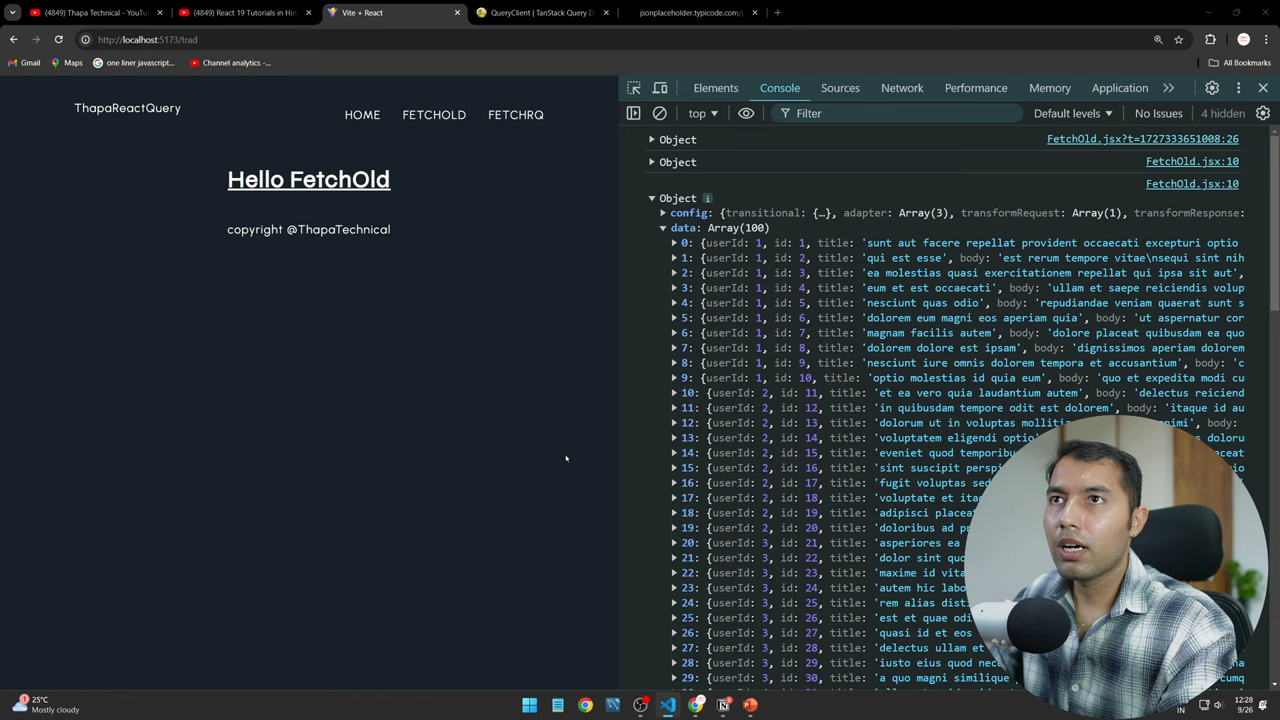 (4849) Thapa Technical - YouTu
(4849) React 19 Tutorials in Hin
Vite + React
QueryClient | TanStack Query D
jsonplaceholder.typicode.com/
http://localhost:5173/trad
Gmail
Maps
one liner javascript...
Channel analytics -...
All Bookmarks
ThapaReactQuery
HOME
FETCHOLD
FETCHRQ
Hello FetchOld
copyright @ThapaTechnical
Elements
Console
Sources
Network
Performance
Memory
Application
top
Filter
Default levels
No Issues
4 hidden
Object FetchOld.jsx?t=1727333651008:26
Object FetchOld.jsx:10
FetchOld.jsx:10
Object i
config: {transitional: {…}, adapter: Array(3), transformRequest: Array(1), transformResponse:
data: Array(100)
0: {userId: 1, id: 1, title: 'sunt aut facere repellat provident occaecati excepturi optio
1: {userId: 1, id: 2, title: 'qui est esse', body: 'est rerum tempore vitae\nsequi sint nih
2: {userId: 1, id: 3, title: 'ea molestias quasi exercitationem repellat qui ipsa sit aut',
3: {userId: 1, id: 4, title: 'eum et est occaecati', body: 'ullam et saepe reiciendis volup
4: {userId: 1, id: 5, title: 'nesciunt quas odio', body: 'repudiandae veniam quaerat sunt s
5: {userId: 1, id: 6, title: 'dolorem eum magni eos aperiam quia', body: 'ut aspernatur cor
6: {userId: 1, id: 7, title: 'magnam facilis autem', body: 'dolore placeat quibusdam ea quo
7: {userId: 1, id: 8, title: 'dolorem dolore est ipsam', body: 'dignissimos aperiam dolorem
8: {userId: 1, id: 9, title: 'nesciunt iure omnis dolorem tempora et accusantium', body: 'c
9: {userId: 1, id: 10, title: 'optio molestias id quia eum', body: 'quo et expedita modi cu
10: {userId: 2, id: 11, title: 'et ea vero quia laudantium autem', body: 'delectus reiciend
11: {userId: 2, id: 12, title: 'in quibusdam tempore odit est dolorem', body: 'itaque id au
12: {userId: 2, id: 13, title: 'dolorum ut in voluptas mollit
13: {userId: 2, id: 14, title: 'voluptatem eligendi optio
14: {userId: 2, id: 15, title: 'eveniet quod temporibus
15: {userId: 2, id: 16, title: 'sint suscipit perspi
16: {userId: 2, id: 17, title: 'fugit voluptas sed
17: {userId: 2, id: 18, title: 'voluptate et ita
18: {userId: 2, id: 19, title: 'adipisci placea
19: {userId: 2, id: 20, title: 'doloribus ad p
20: {userId: 3, id: 21, title: 'asperiores ea
21: {userId: 3, id: 22, title: 'dolor sint quo
22: {userId: 3, id: 23, title: 'maxime id vita
23: {userId: 3, id: 24, title: 'autem hic lab
24: {userId: 3, id: 25, title: 'rem alias dist
25: {userId: 3, id: 26, title: 'est et quae od
26: {userId: 3, id: 27, title: 'quasi id et eos
27: {userId: 3, id: 28, title: 'delectus ullam et
28: {userId: 3, id: 29, title: 'iusto eius quod nece
29: {userId: 3, id: 30, title: 'a quo magni similique
25°C
Mostly cloudy
IN
12:28
9/26